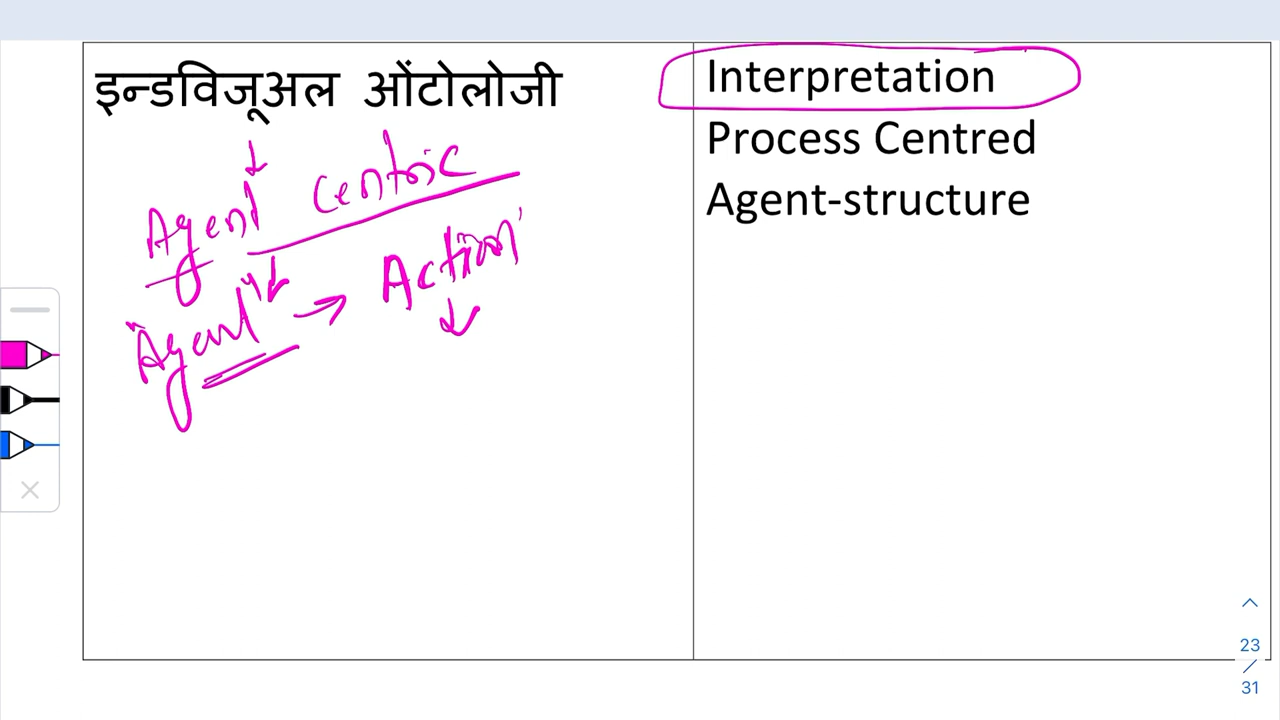 इन्डविजूअल ओंटोलोजी
Agent Centric
"Agent" → Action
Interpretation
Process Centred
Agent-structure
23
/
31